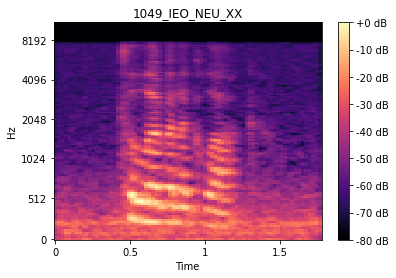 1049_IEO_NEU_XX
8192
4096
2048
1024
512
0
Hz
0
0.5
1
1.5
Time
+0 dB
-10 dB
-20 dB
-30 dB
-40 dB
-50 dB
-60 dB
-70 dB
-80 dB